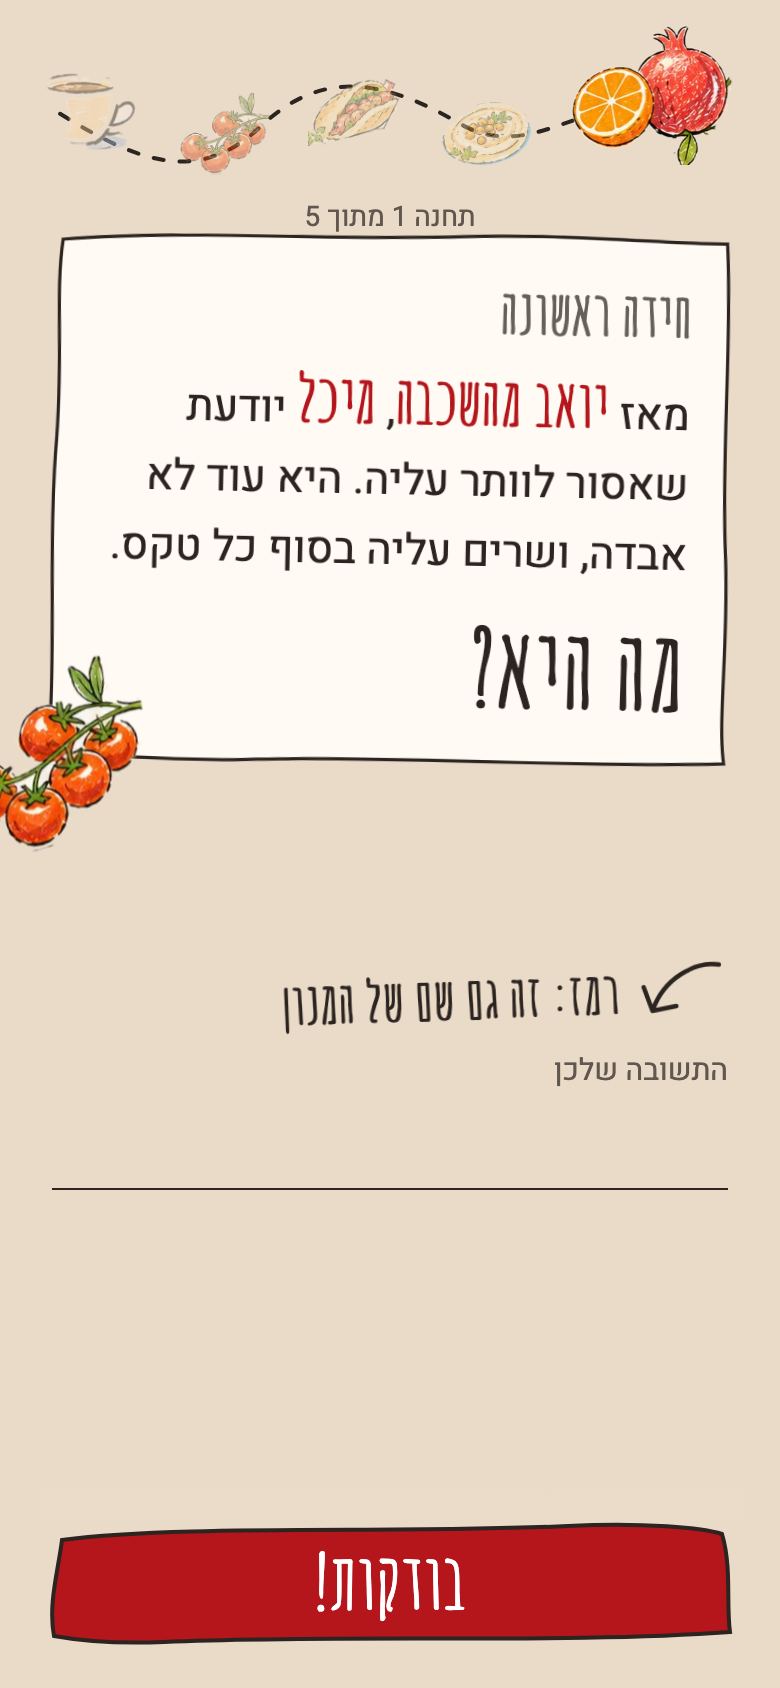 תחנה 1 מתוך 5
חידה ראשונה
מאז יואב מהשכבה, מיכל יודעת
שאסור לוותר עליה. היא עוד לא
אבדה, ושרים עליה בסוף כל טקס.
מה היא?
רמז: זה גם שם של המנון
התשובה שלכן
בודקות!